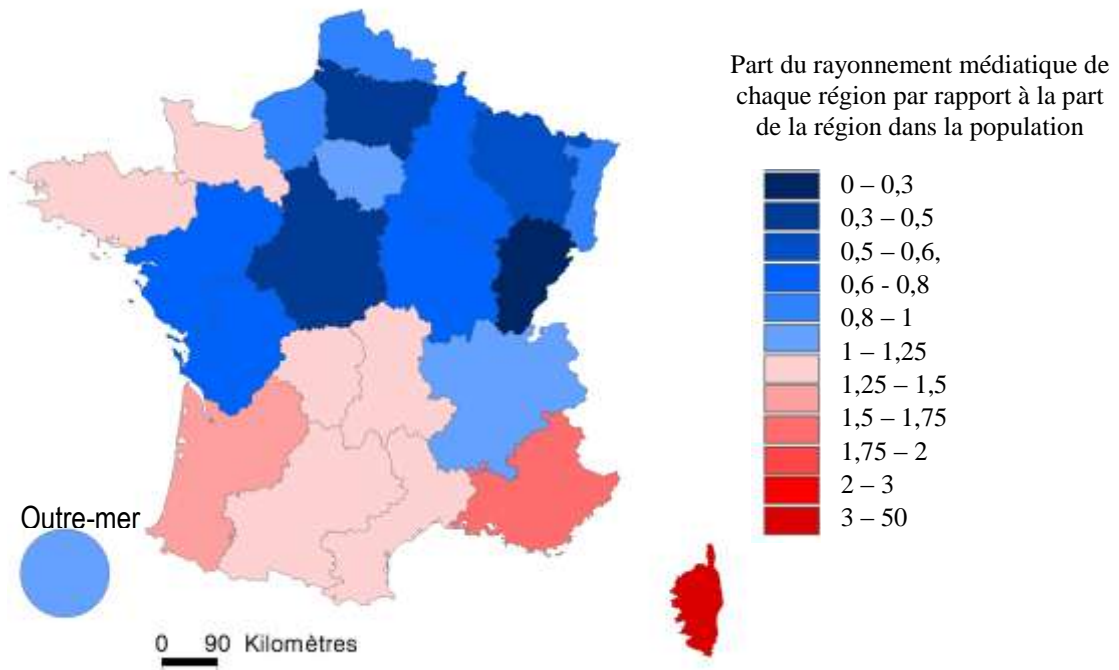 Part du rayonnement médiatique de
chaque région par rapport à la part
de la région dans la population
0 – 0,3
0,3 – 0,5
0,5 – 0,6,
0,6 - 0,8
0,8 – 1
1 – 1,25
1,25 – 1,5
1,5 – 1,75
1,75 – 2
2 – 3
3 – 50
Outre-mer
0 90 Kilomètres